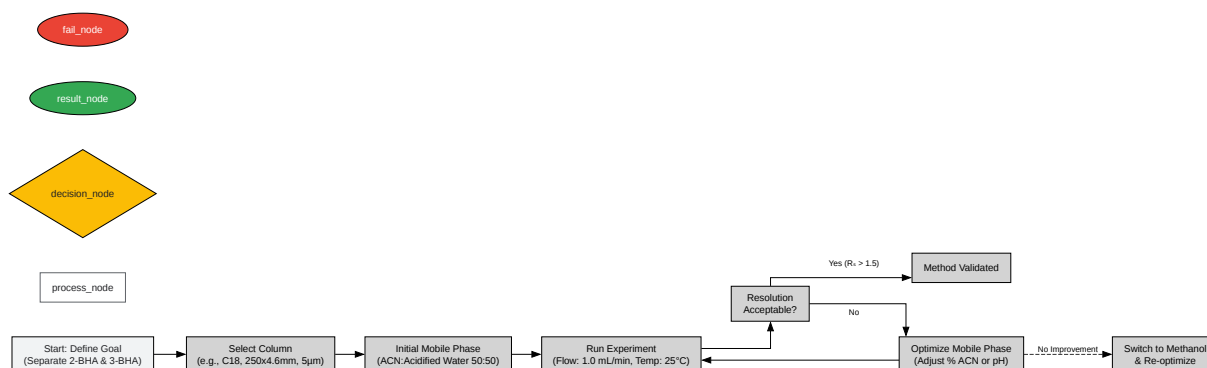 fail_node
result_node
decision_node
process_node
Yes (Rₛ > 1.5)
Method Validated
Resolution
Acceptable?
No
Start: Define Goal
(Separate 2-BHA & 3-BHA)
Select Column
(e.g., C18, 250x4.6mm, 5µm)
Initial Mobile Phase
(ACN:Acidified Water 50:50)
Run Experiment
(Flow: 1.0 mL/min, Temp: 25°C)
Optimize Mobile Phase
(Adjust % ACN or pH)
No Improvement
Switch to Methanol
& Re-optimize